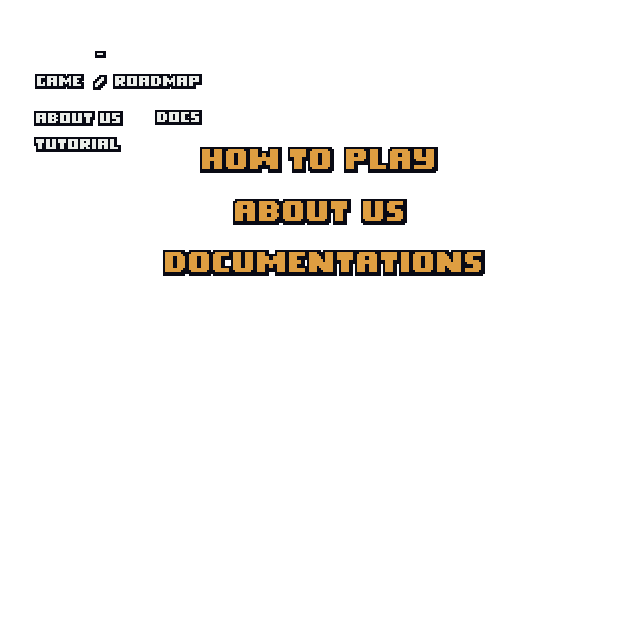 -
GAME / ROADMAP
ABOUT US DOCS
TUTORIAL
HOW TO PLAY
ABOUT US
DOCUMENTATIONS